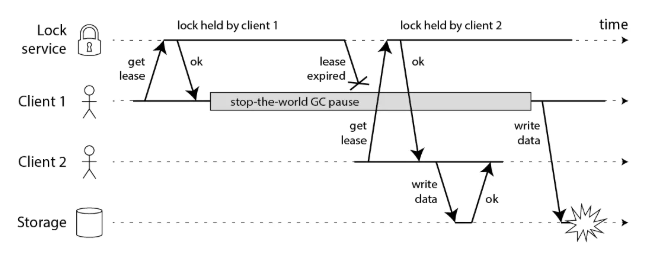 lock held by client 1
lock held by client 2
time
Lock
service
get
lease
ok
lease
expired
ok
Client 1
stop-the-world GC pause
get
lease
write
data
Client 2
write
data
ok
Storage